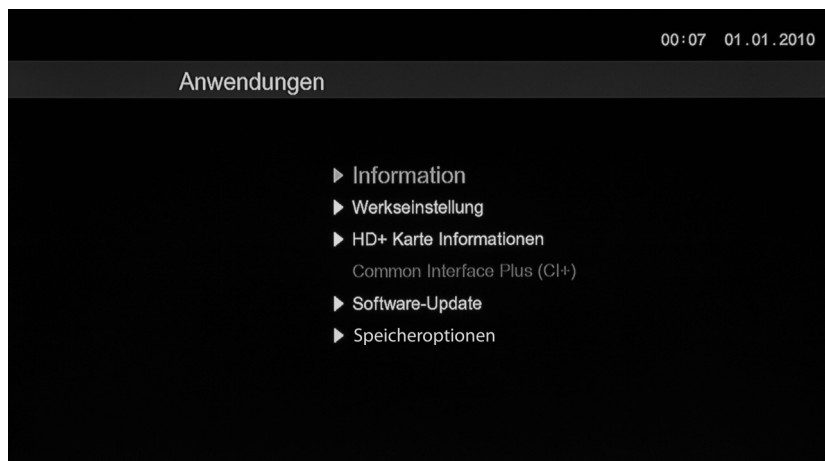 00:07 01.01.2010
Anwendungen
Information
Werkseinstellung
HD+ Karte Informationen
Common Interface Plus (CI+)
Software-Update
Speicheroptionen